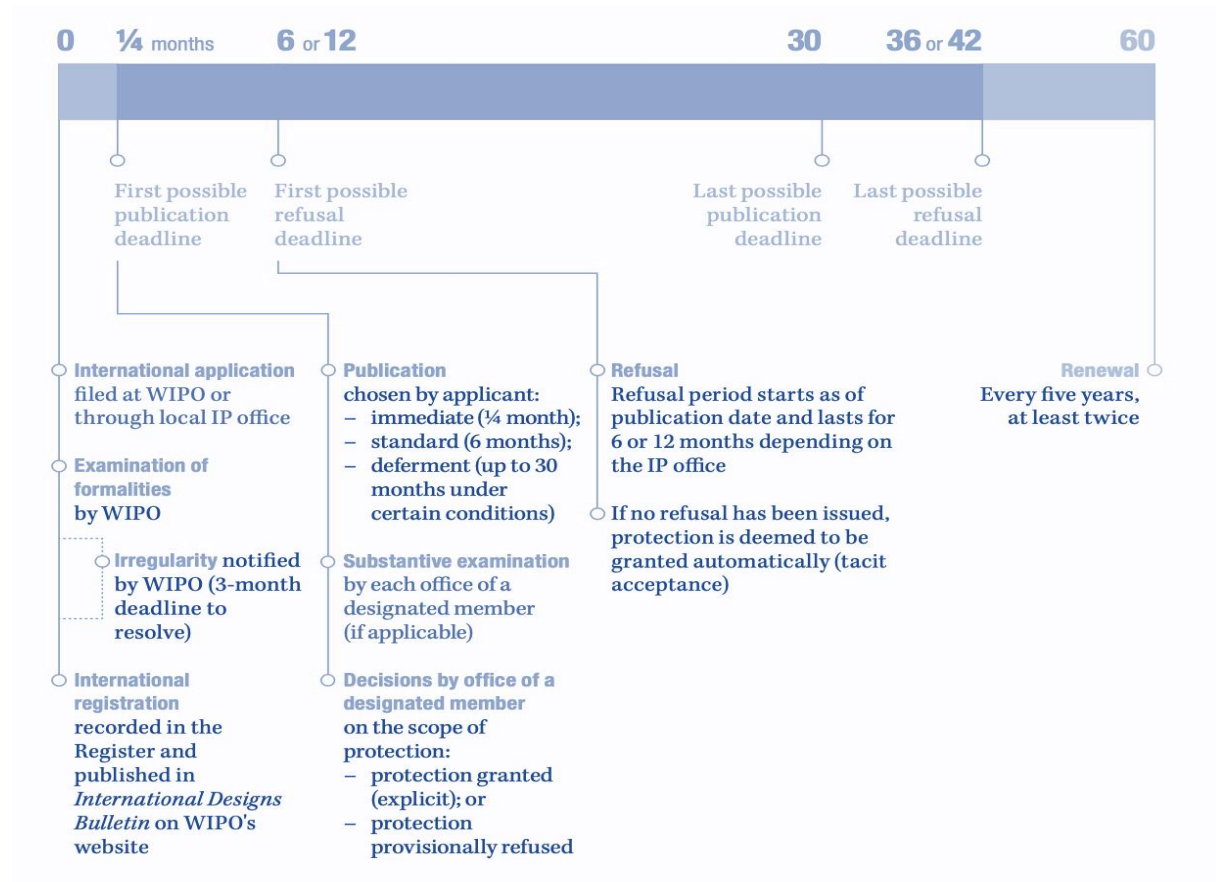 0
¼ months
6 or 12
30
36 or 42
60
First possible
publication
deadline
First possible
refusal
deadline
Last possible
publication
deadline
Last possible
refusal
deadline
International application
filed at WIPO or
through local IP office
Examination of
formalities
by WIPO
Irregularity notified
by WIPO (3-month
deadline to
resolve)
International
registration
recorded in the
Register and
published in
International Designs
Bulletin on WIPO's
website
Publication
chosen by applicant:
– immediate (¼ month);
– standard (6 months);
– deferment (up to 30
months under
certain conditions)
Substantive examination
by each office of a
designated member
(if applicable)
Decisions by office of a
designated member
on the scope of
protection:
– protection granted
(explicit); or
– protection
provisionally refused
Refusal
Refusal period starts as of
publication date and lasts for
6 or 12 months depending on
the IP office
If no refusal has been issued,
protection is deemed to be
granted automatically (tacit
acceptance)
Renewal
Every five years,
at least twice